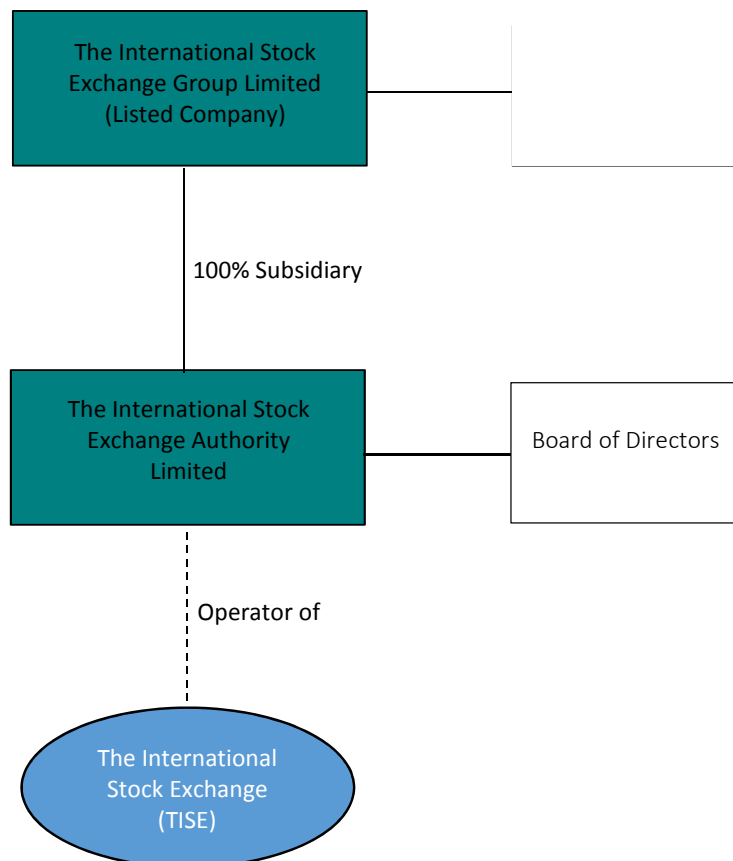 The International Stock
Exchange Group Limited
(Listed Company)
100% Subsidiary
The International Stock
Exchange Authority
Limited
Board of Directors
Operator of
The International
Stock Exchange
(TISE)